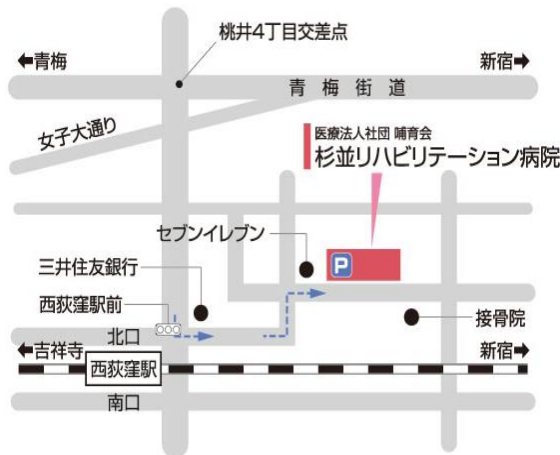 桃井4丁目交差点
←青梅
新宿→
青梅街道
女子大通り
医療法人社団 哺育会
杉並リハビリテーション病院
セブンイレブン
P
三井住友銀行
西荻窪駅前
接骨院
北口
←吉祥寺
新宿→
西荻窪駅
南口